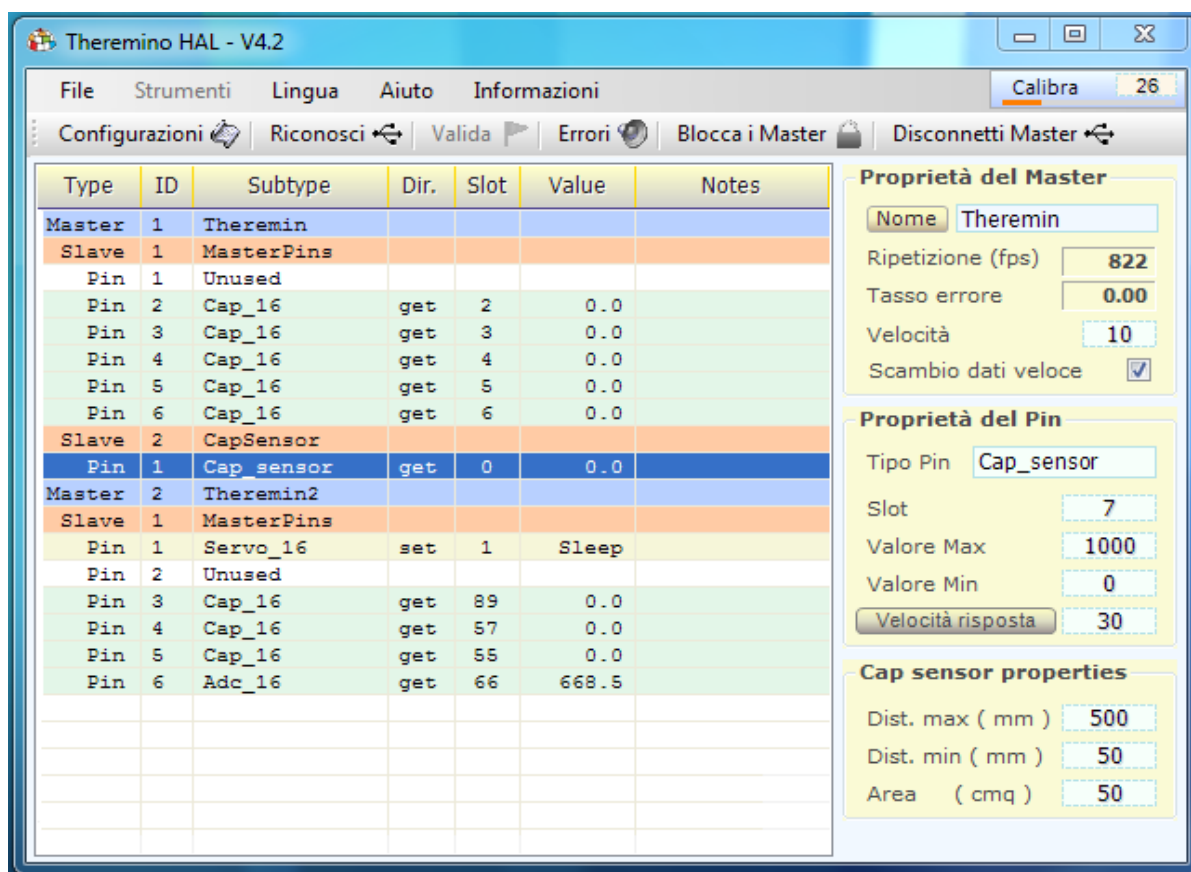 Theremino HAL - V4.2
File Strumenti Lingua Aiuto Informazioni Calibra 26
Configurazioni Riconosci Valida Errori Blocca i Master Disconnetti Master
Type ID Subtype Dir. Slot Value Notes
Master 1 Theremin
Slave 1 MasterPins
Pin 1 Unused
Pin 2 Cap_16 get 2 0.0
Pin 3 Cap_16 get 3 0.0
Pin 4 Cap_16 get 4 0.0
Pin 5 Cap_16 get 5 0.0
Pin 6 Cap_16 get 6 0.0
Slave 2 CapSensor
Pin 1 Cap_sensor get 0 0.0
Master 2 Theremin2
Slave 1 MasterPins
Pin 1 Servo_16 set 1 Sleep
Pin 2 Unused
Pin 3 Cap_16 get 89 0.0
Pin 4 Cap_16 get 57 0.0
Pin 5 Cap_16 get 55 0.0
Pin 6 Adc_16 get 66 668.5
Proprietà del Master
Nome Theremin
Ripetizione (fps) 822
Tasso errore 0.00
Velocità 10
Scambio dati veloce
Proprietà del Pin
Tipo Pin Cap_sensor
Slot 7
Valore Max 1000
Valore Min 0
Velocità risposta 30
Cap sensor properties
Dist. max ( mm ) 500
Dist. min ( mm ) 50
Area ( cmq ) 50